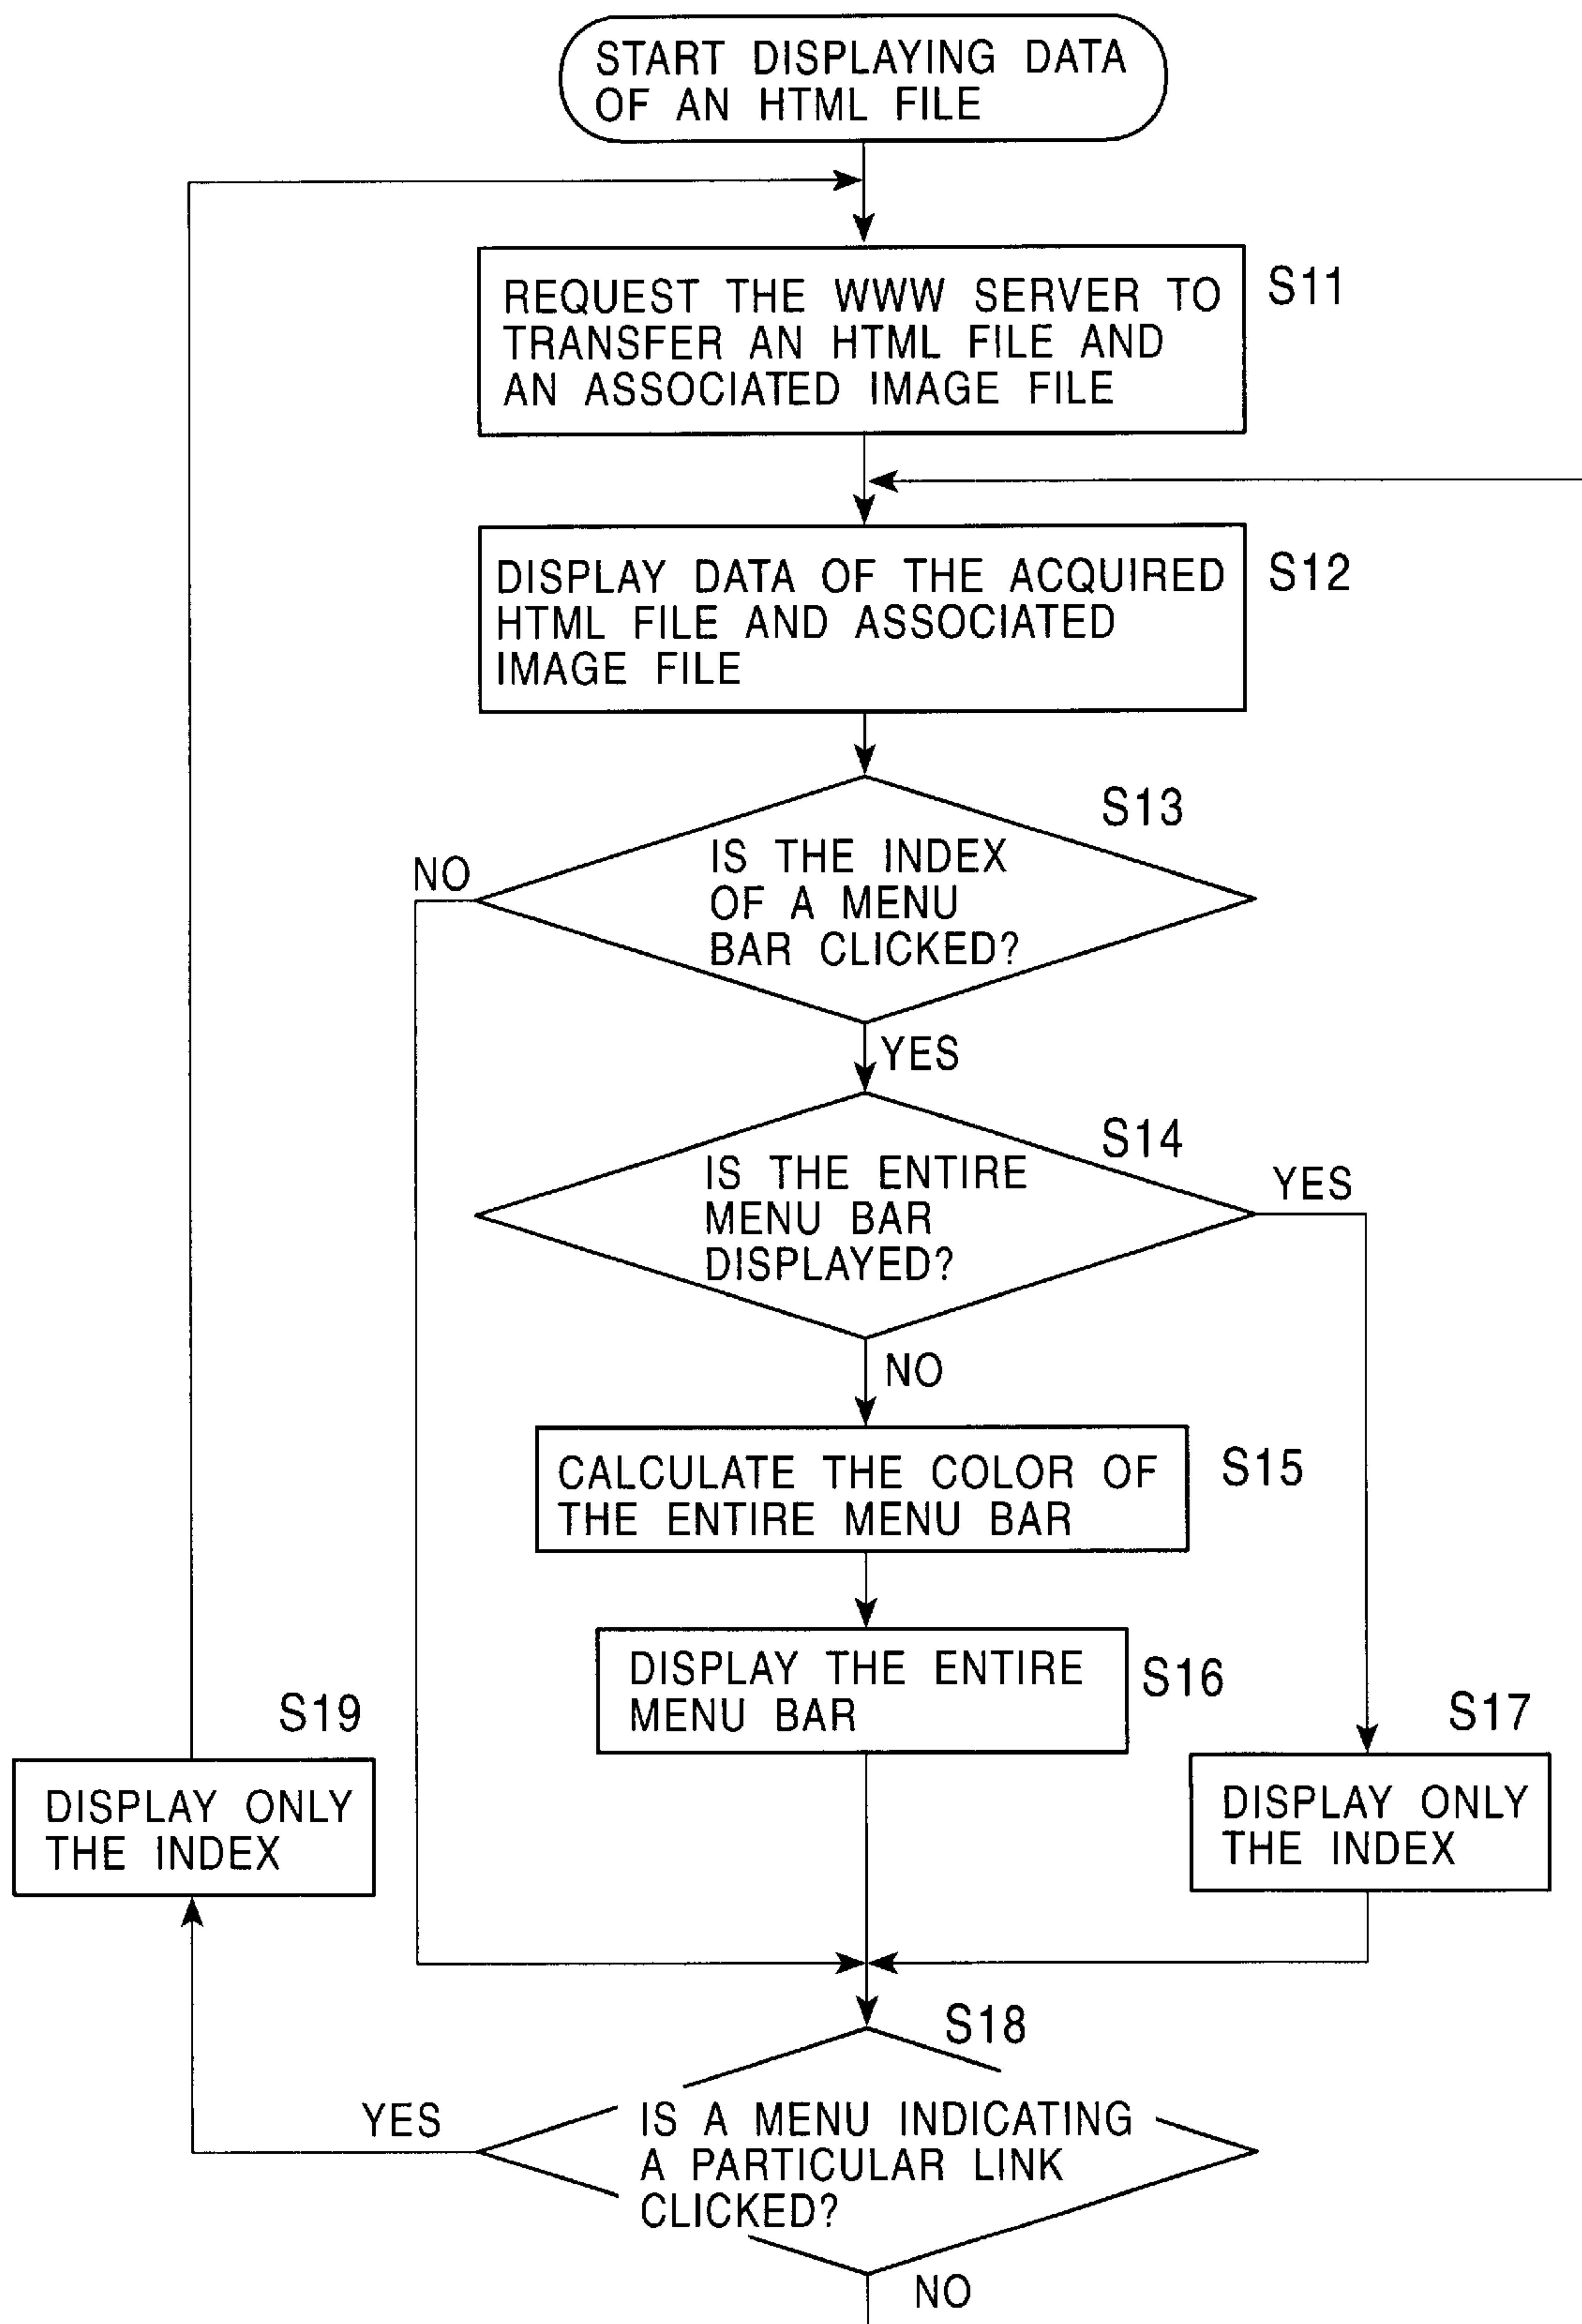 START DISPLAYING DATA
OF AN HTML FILE
REQUEST THE WWW SERVER TO
TRANSFER AN HTML FILE AND
AN ASSOCIATED IMAGE FILE
S11
DISPLAY DATA OF THE ACQUIRED
HTML FILE AND ASSOCIATED
IMAGE FILE
S12
S13
NO
IS THE INDEX
OF A MENU
BAR CLICKED?
YES
S14
IS THE ENTIRE
MENU BAR
DISPLAYED?
YES
NO
CALCULATE THE COLOR OF
THE ENTIRE MENU BAR
S15
DISPLAY THE ENTIRE
MENU BAR
S16
S19
DISPLAY ONLY
THE INDEX
S17
DISPLAY ONLY
THE INDEX
S18
YES
IS A MENU INDICATING
A PARTICULAR LINK
CLICKED?
NO